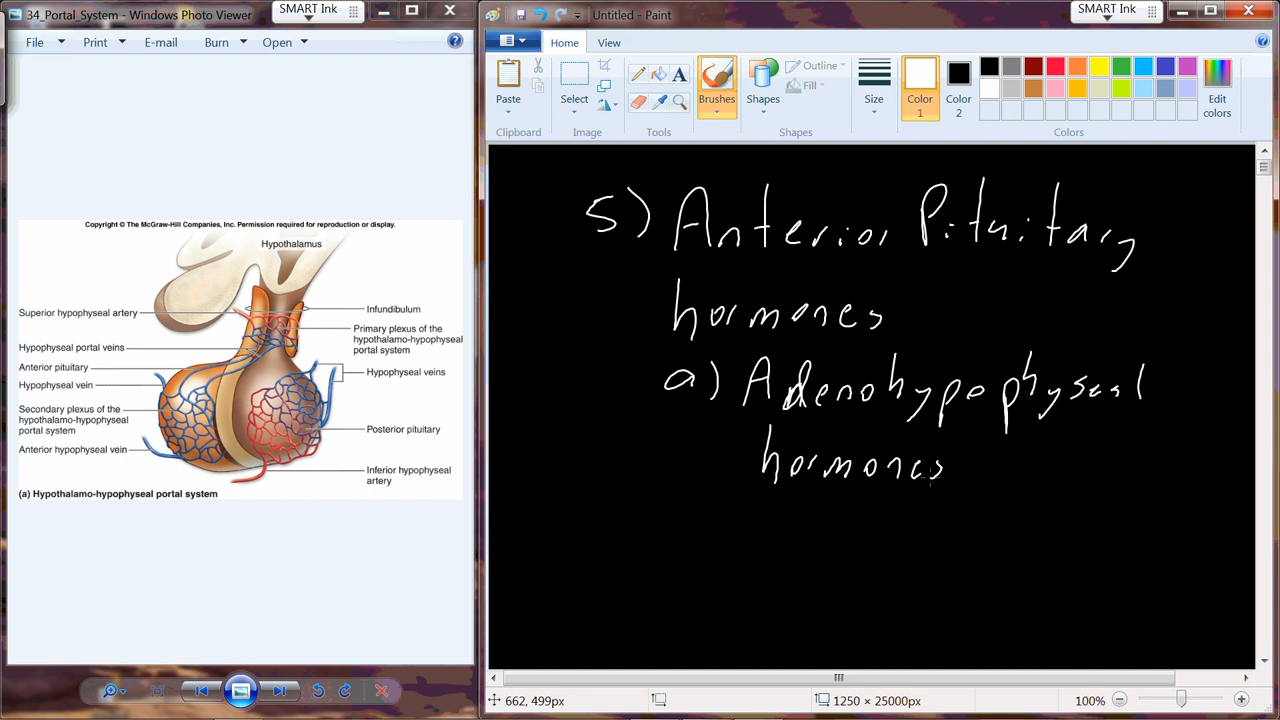 34_Portal_System - Windows Photo Viewer
SMART Ink
File Print E-mail Burn Open
Copyright © The McGraw-Hill Companies, Inc. Permission required for reproduction or display.
Hypothalamus
Superior hypophyseal artery
Hypophyseal portal veins
Anterior pituitary
Hypophyseal vein
Secondary plexus of the
hypothalamo-hypophyseal
portal system
Anterior hypophyseal vein
Infundibulum
Primary plexus of the
hypothalamo-hypophyseal
portal system
Hypophyseal veins
Posterior pituitary
Inferior hypophyseal
artery
(a) Hypothalamo-hypophyseal portal system
Untitled - Paint
SMART Ink
Home View
Paste
Clipboard
Select
Image
A
Tools
Brushes
Shapes
Outline
Fill
Shapes
Size
Color
1
Color
2
Edit
colors
Colors
5) Anterior Pituitary
hormones
a) Adenohypophyseal
hormones
662, 499px
1250 × 25000px
100%